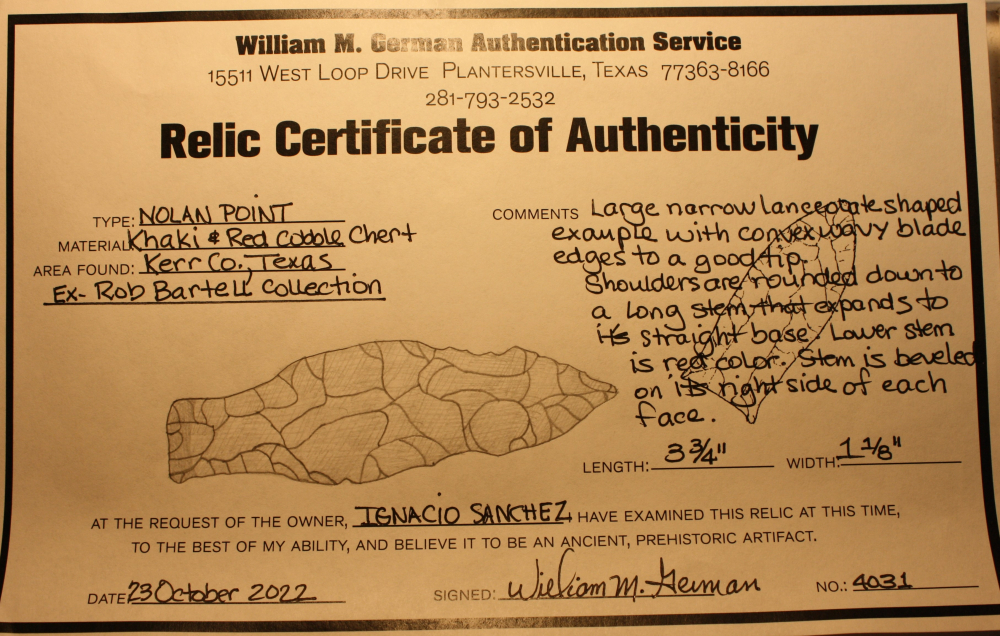 William M. German Authentication Service
15511 West Loop Drive Plantersville, Texas 77363-8166
281-793-2532
Relic Certificate of Authenticity
TYPE: NOLAN POINT
MATERIAL Khaki & Red Cobble Chert
AREA FOUND: Kerr Co., Texas
Ex- Rob Bartell Collection
COMMENTS Large narrow lanceolate shaped
example with convex wavy blade
edges to a good tip.
Shoulders are rounded down to
a long stem that expands to
its straight base. Lower stem
is red color. Stem is beveled
on its right side of each
face.
LENGTH: 3 3/4" WIDTH: 1 1/8"
AT THE REQUEST OF THE OWNER, IGNACIO SANCHEZ, I HAVE EXAMINED THIS RELIC AT THIS TIME,
TO THE BEST OF MY ABILITY, AND BELIEVE IT TO BE AN ANCIENT, PREHISTORIC ARTIFACT.
DATE: 23 October 2022 SIGNED: William M. German NO.: 4031